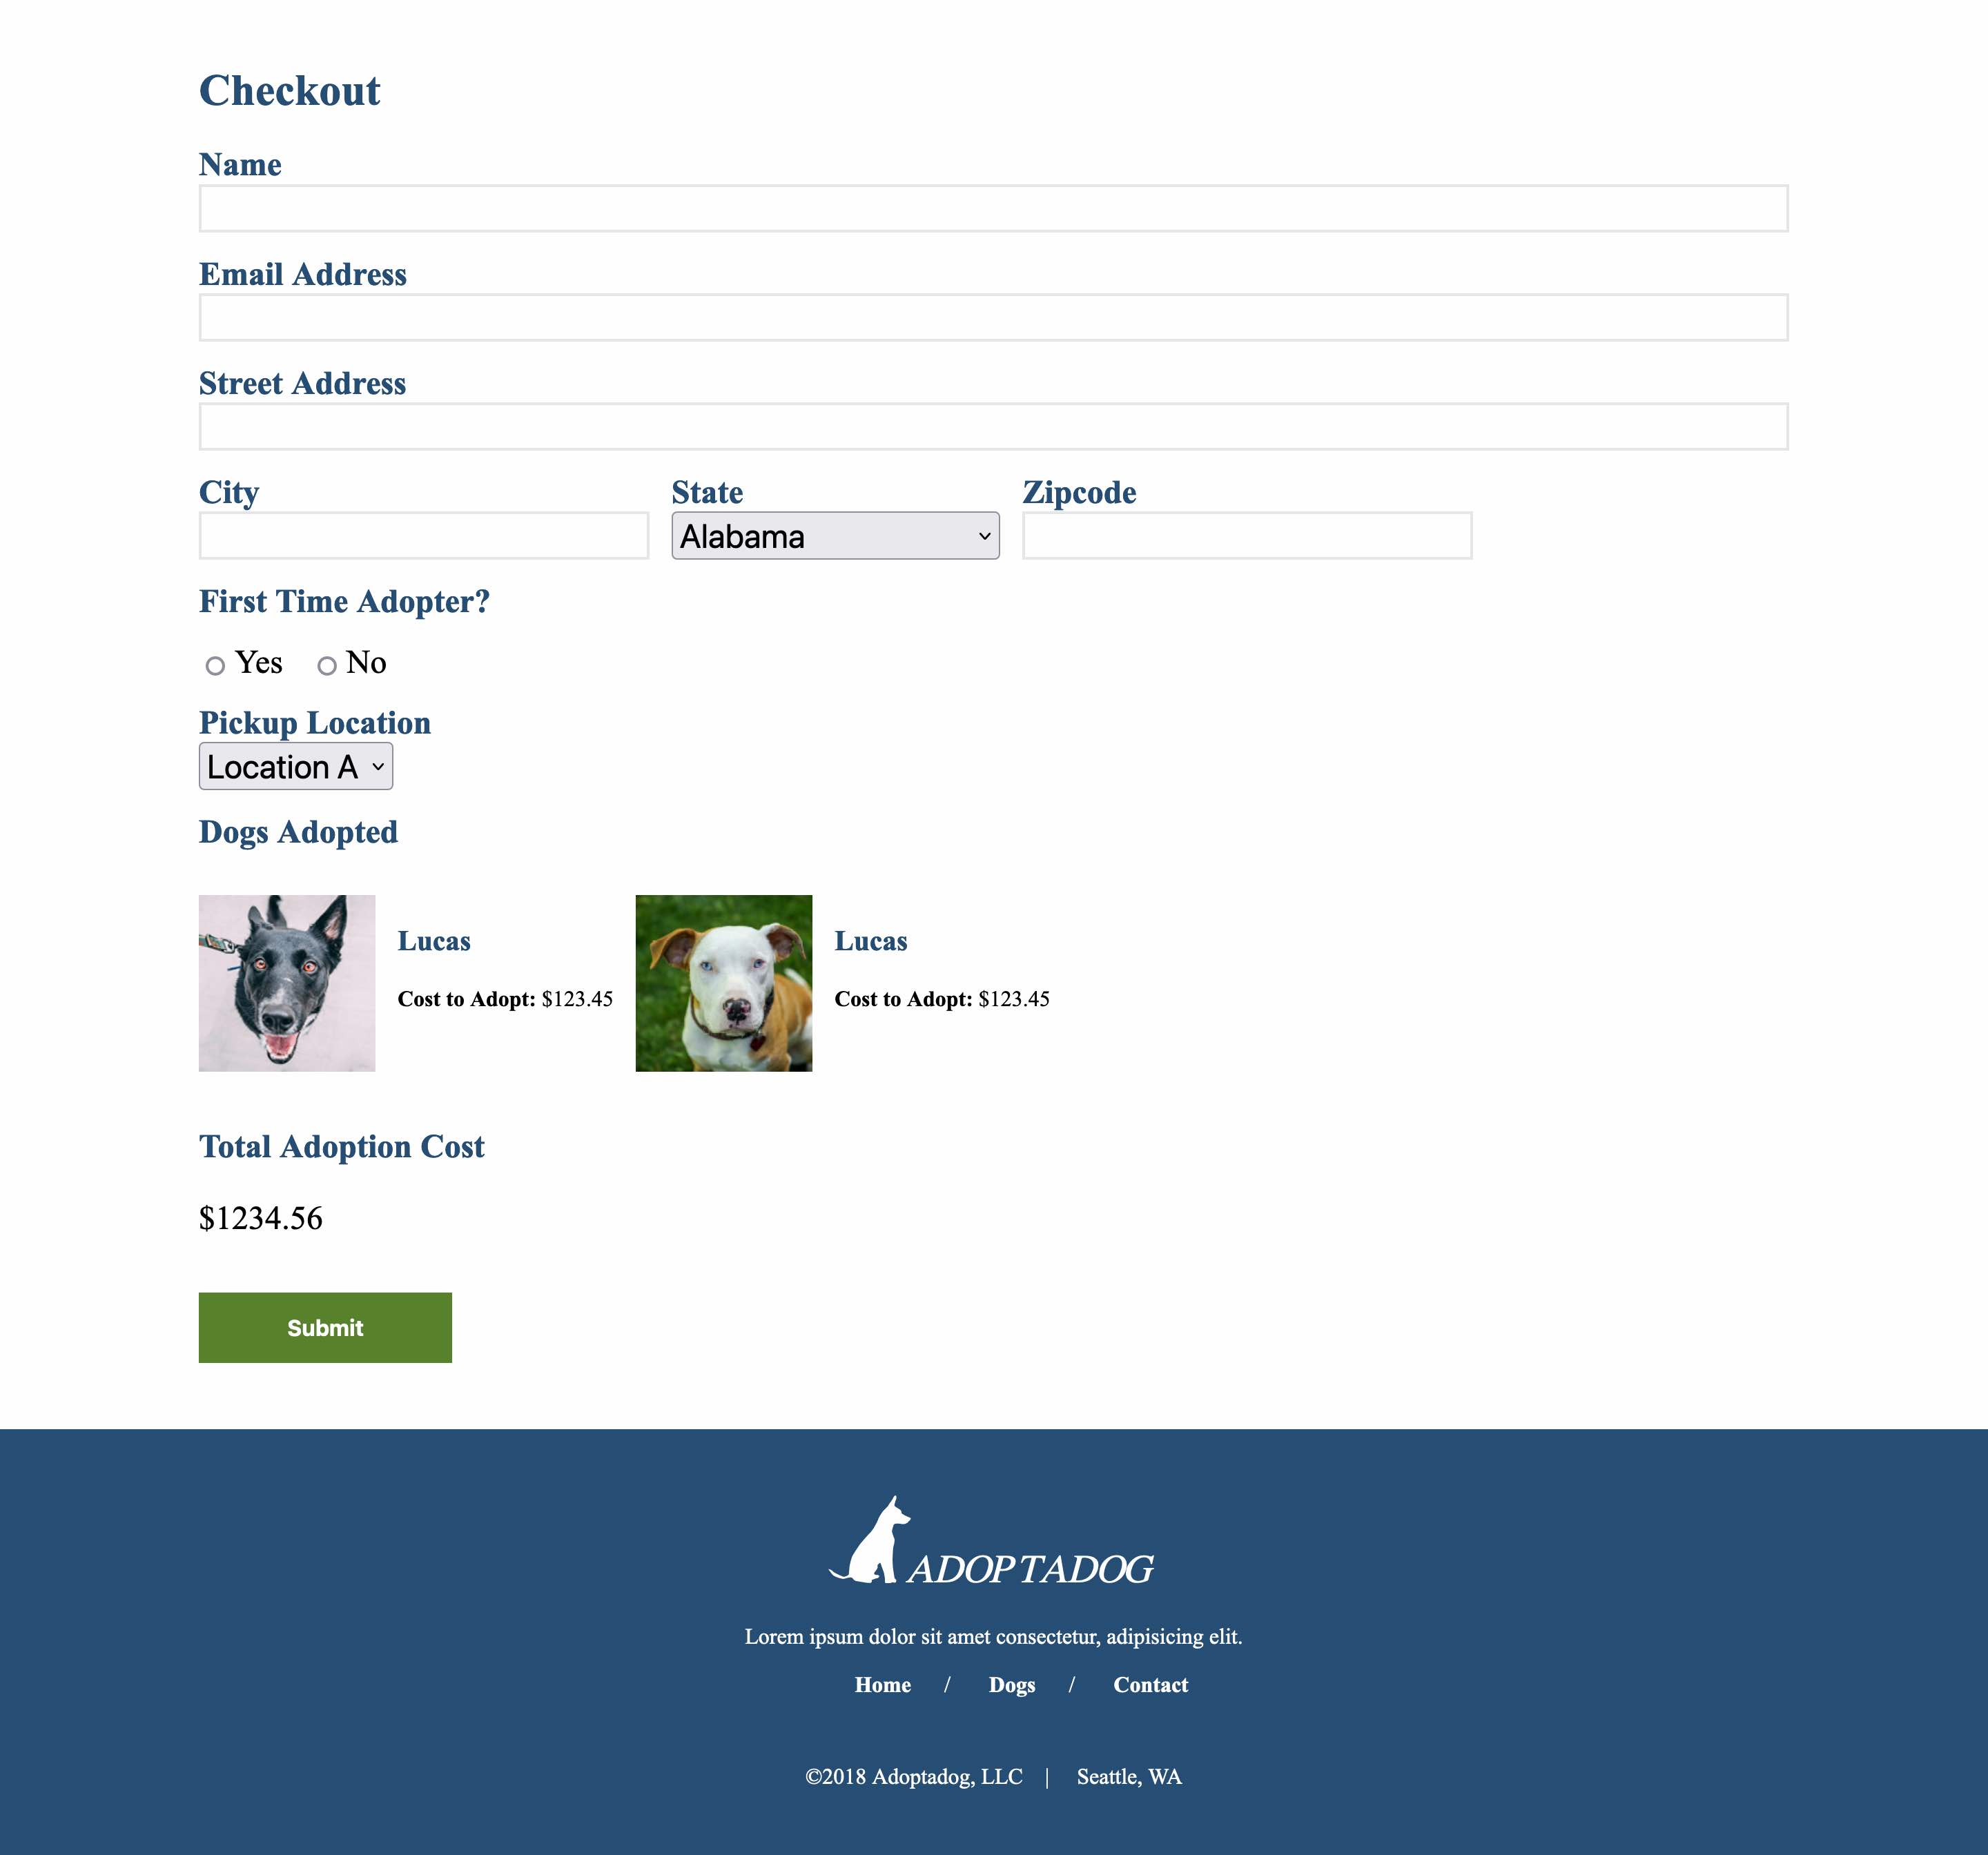 Checkout
Name
Email Address
Street Address
City State Zipcode
Alabama
First Time Adopter?
Yes No
Pickup Location
Location A
Dogs Adopted
Lucas Lucas
Cost to Adopt: $123.45 Cost to Adopt: $123.45
Total Adoption Cost
$1234.56
Submit
ADOPTADOG
Lorem ipsum dolor sit amet consectetur, adipisicing elit.
Home / Dogs / Contact
©2018 Adoptadog, LLC | Seattle, WA